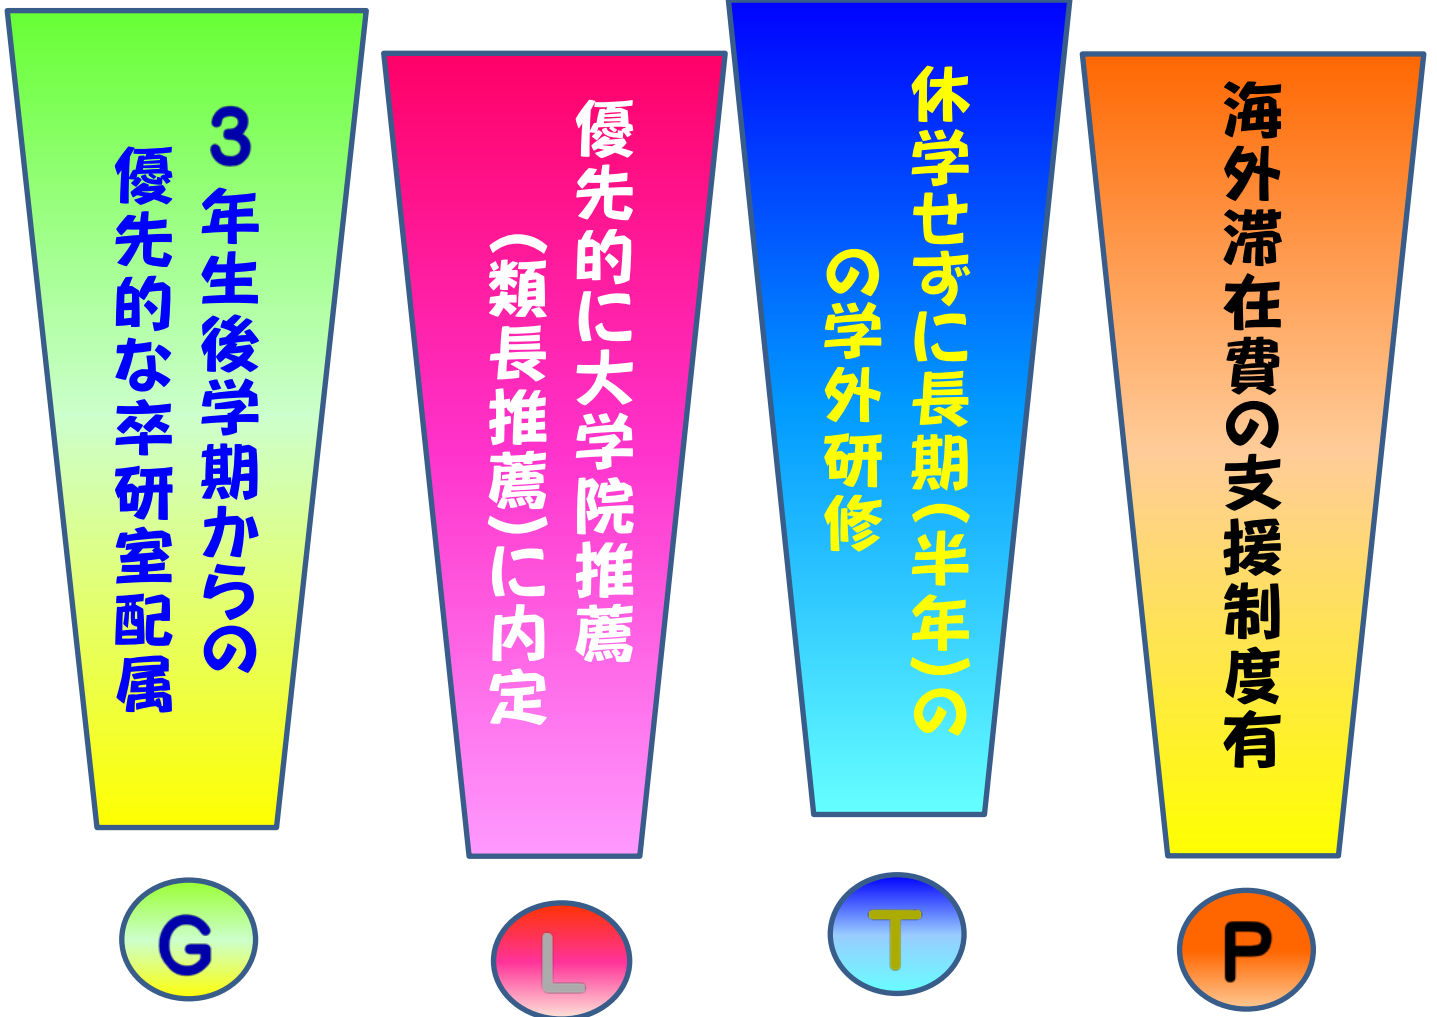 3年生後学期からの
優先的な卒研室配属
優先的に大学院推薦
(類長推薦)に内定
休学せずに長期(半年)の
の学外研修
海外滞在費の支援制度有
G
L
T
P